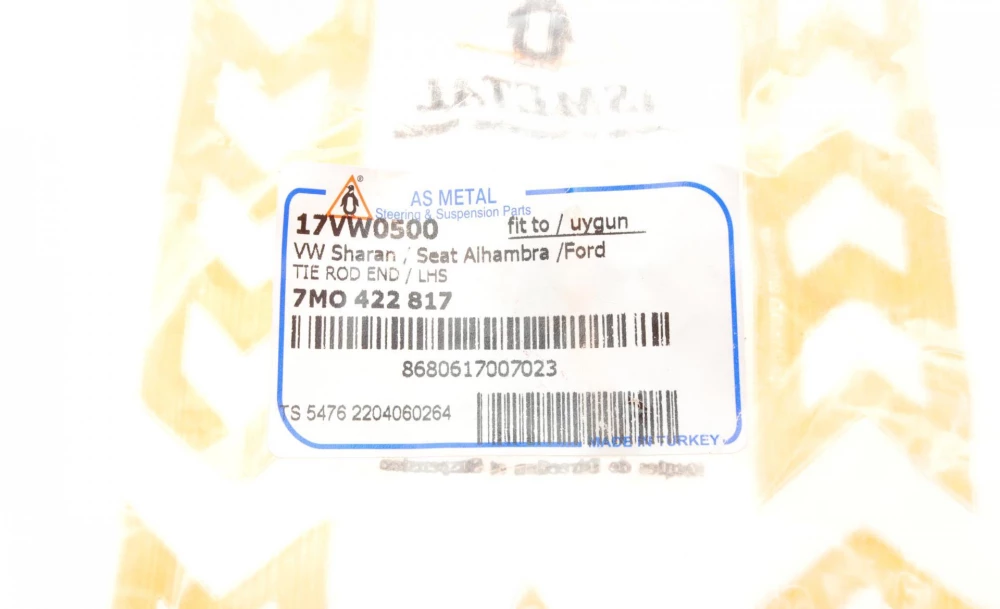 AS METAL
Steering & Suspension Parts
17VW0500 fit to / uygun
VW Sharan / Seat Alhambra /Ford
TIE ROD END / LHS
7MO 422 817
8680617007023
TS 5476 2204060264
MADE IN TURKEY